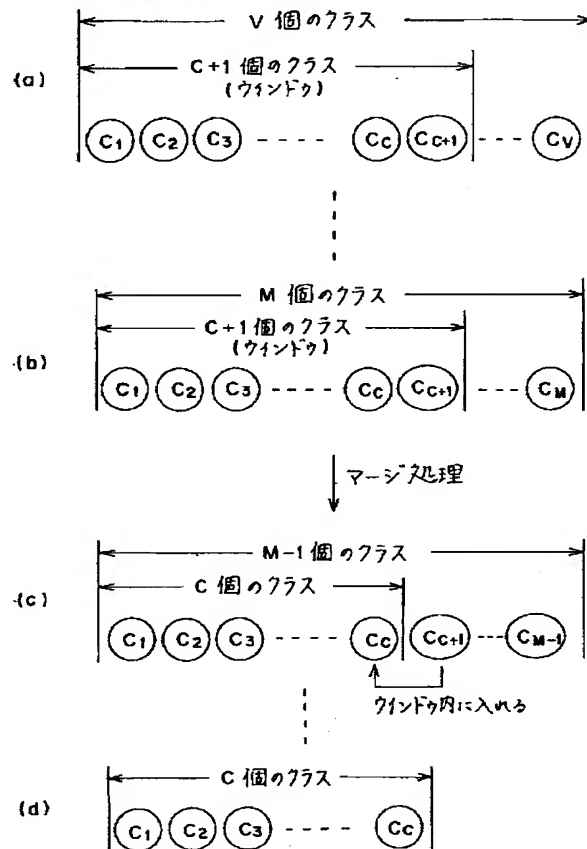 V 個のクラス
C+1 個のクラス
(ウインドウ)
(a)
C1 C2 C3 ---- CC CC+1 --- CV
M 個のクラス
C+1 個のクラス
(ウインドウ)
(b)
C1 C2 C3 ---- CC CC+1 --- CM
マージ処理
M-1 個のクラス
C 個のクラス
(c)
C1 C2 C3 ---- CC CC+1 --- CM-1
ウインドウ内に入れる
C 個のクラス
(d)
C1 C2 C3 ---- CC